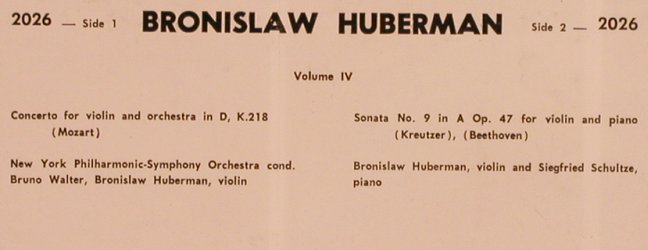 2026 — Side 1 BRONISLAW HUBERMAN Side 2 — 2026
Volume IV
Concerto for violin and orchestra in D, K.218
(Mozart)
New York Philharmonic-Symphony Orchestra cond.
Bruno Walter, Bronislaw Huberman, violin
Sonata No. 9 in A Op. 47 for violin and piano
(Kreutzer), (Beethoven)
Bronislaw Huberman, violin and Siegfried Schultze,
piano